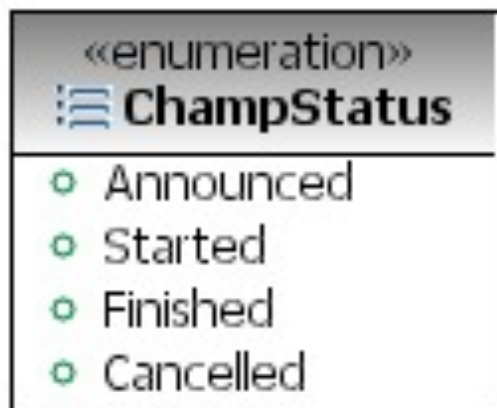 «enumeration»
ChampStatus
Announced
Started
Finished
Cancelled